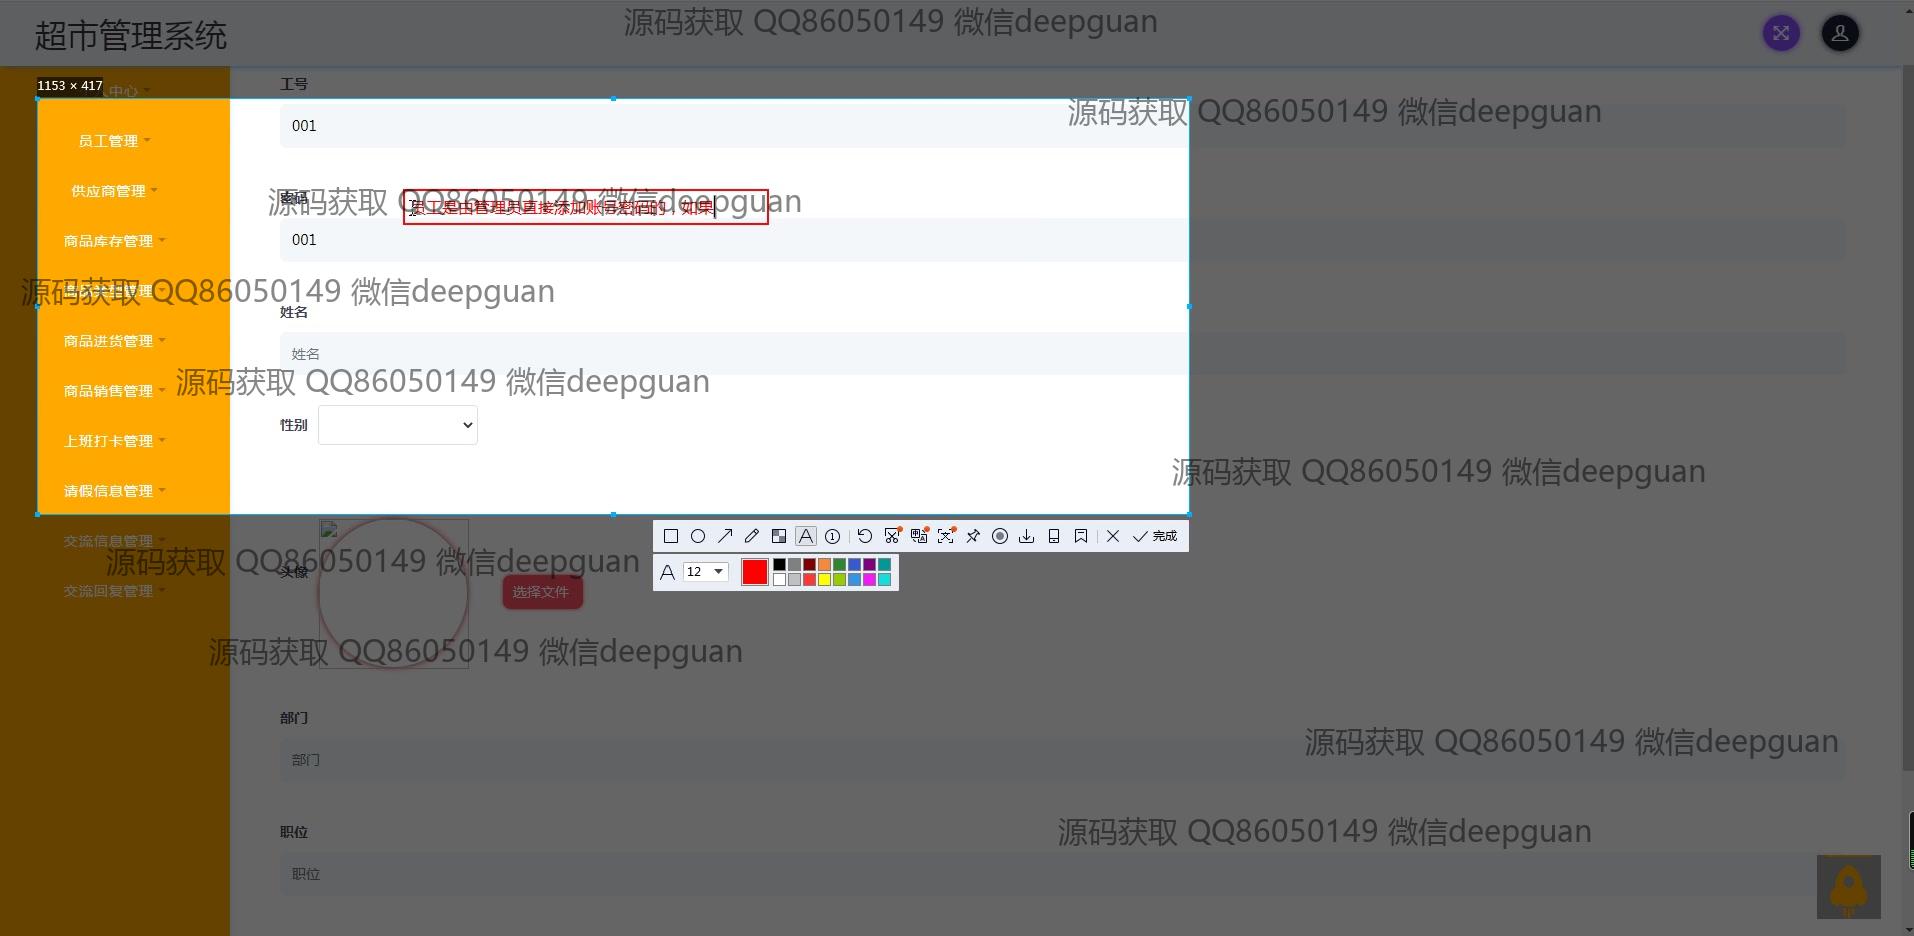 源码获取 QQ86050149 微信deepguan
超市管理系统
1153 × 417
人中心
工号
源码获取 QQ86050149 微信deepguan
001
员工管理
供应商管理
密码
源码获取 QQ86050149 微信deepguan
员工是由管理员直接添加账号密码的，如果
商品库存管理
001
源码获取 QQ86050149 微信deepguan
姓名
商品进货管理
姓名
源码获取 QQ86050149 微信deepguan
商品销售管理
性别
上班打卡管理
源码获取 QQ86050149 微信deepguan
请假信息管理
完成
交流信息管理
源码获取 QQ86050149 微信deepguan
头像
A 12
选择文件
交流回复管理
源码获取 QQ86050149 微信deepguan
部门
源码获取 QQ86050149 微信deepguan
部门
职位
源码获取 QQ86050149 微信deepguan
职位